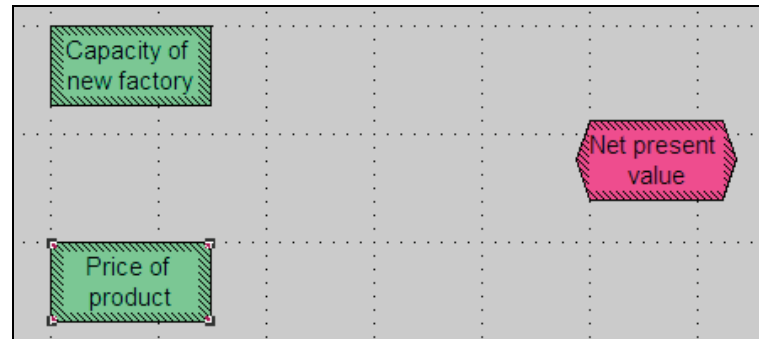 Capacity of
new factory
Net present
value
Price of
product